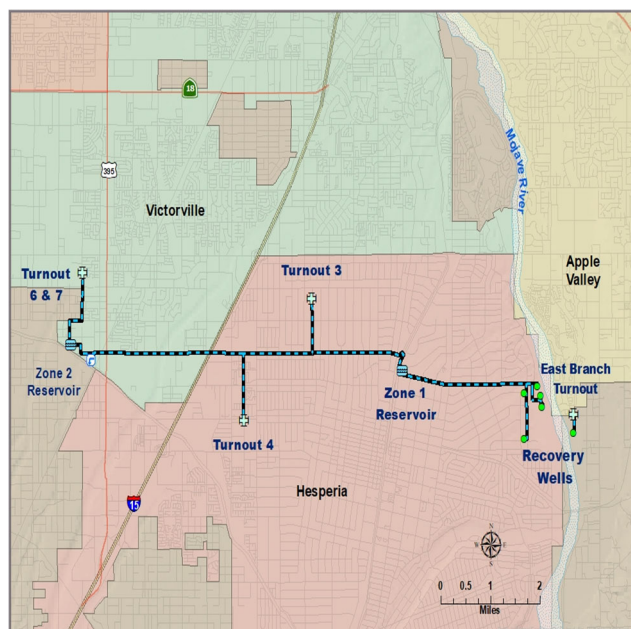 18
Mojave River
395
Victorville
Apple
Valley
Turnout
6 & 7
Turnout 3
Zone 2
Reservoir
East Branch
Turnout
Zone 1
Reservoir
Turnout 4
Recovery
Wells
Hesperia
15
N
W E
S
0 0.5 1 2
Miles